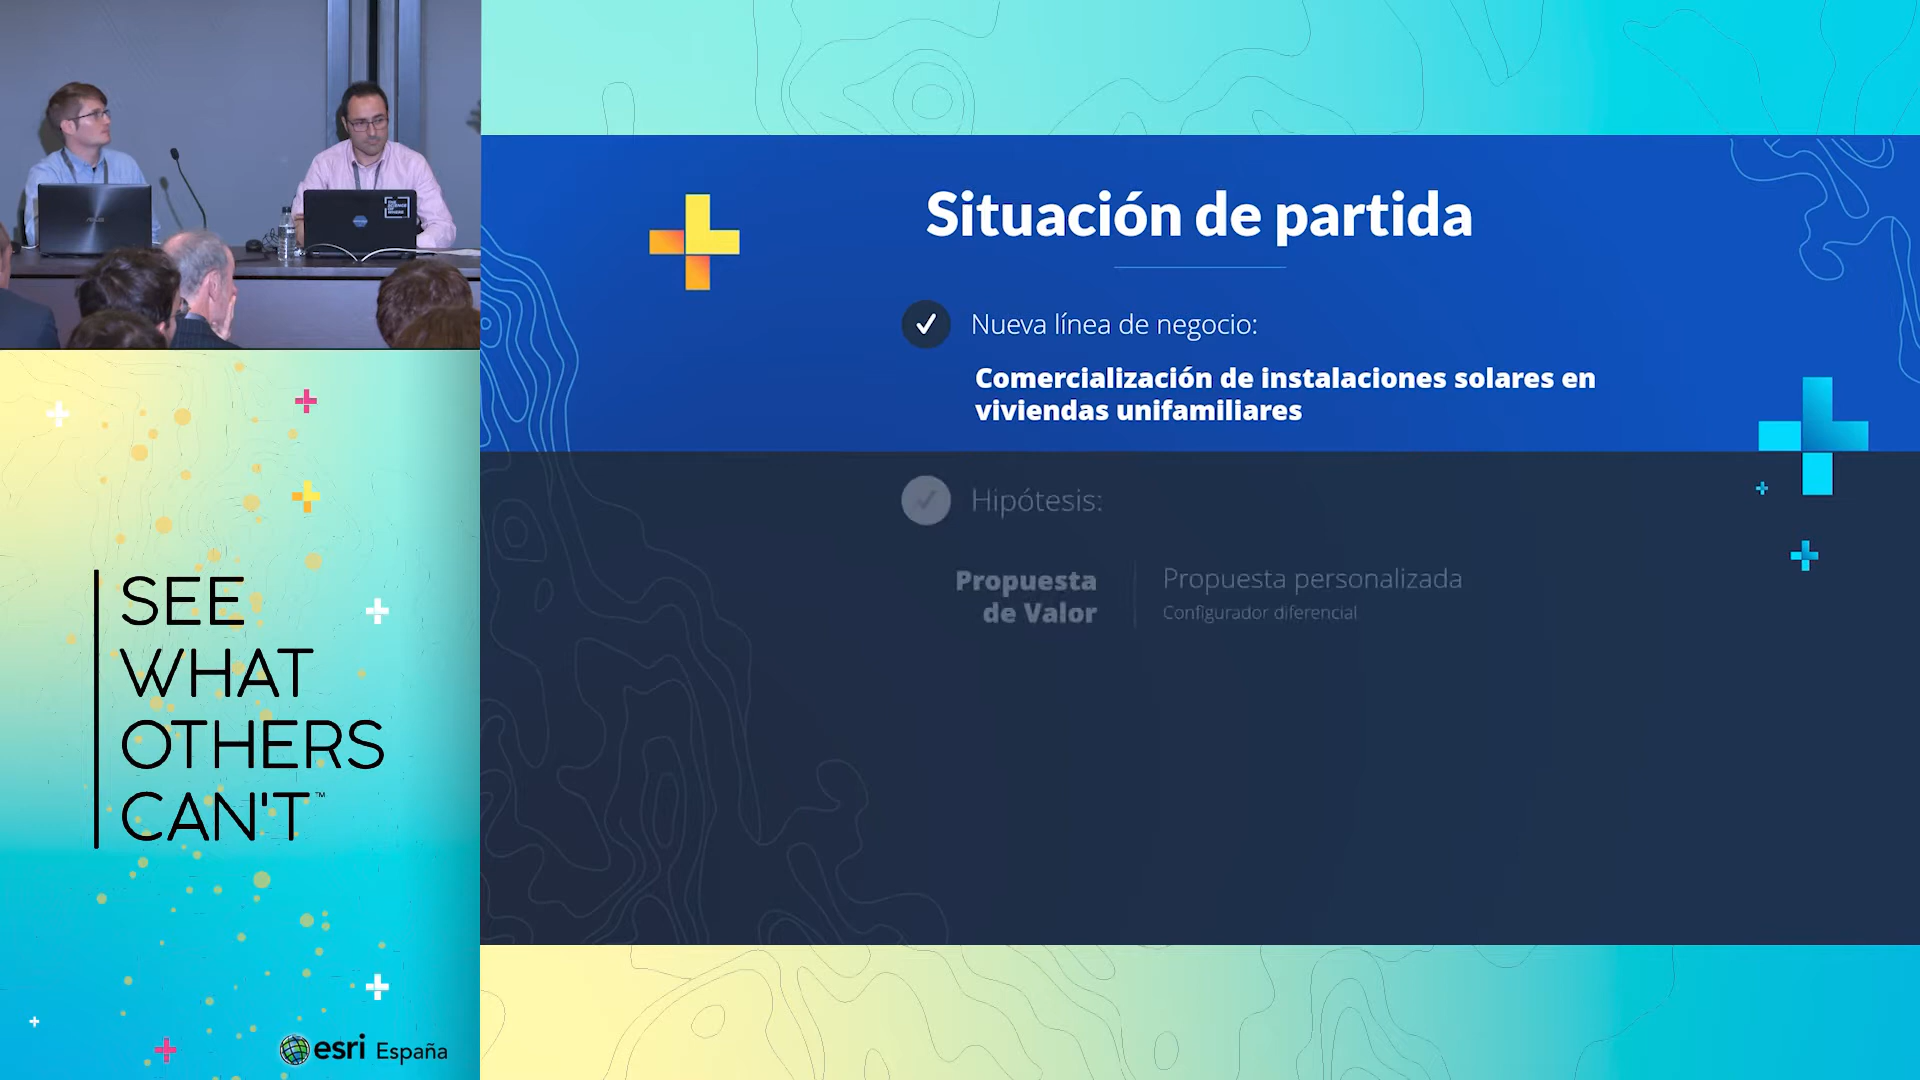 Situación de partida
Nueva línea de negocio:
Comercialización de instalaciones solares en
viviendas unifamiliares
Hipótesis:
Propuesta
de Valor
Propuesta personalizada
Configurador diferencial
SEE
WHAT
OTHERS
CAN'T™
esri España